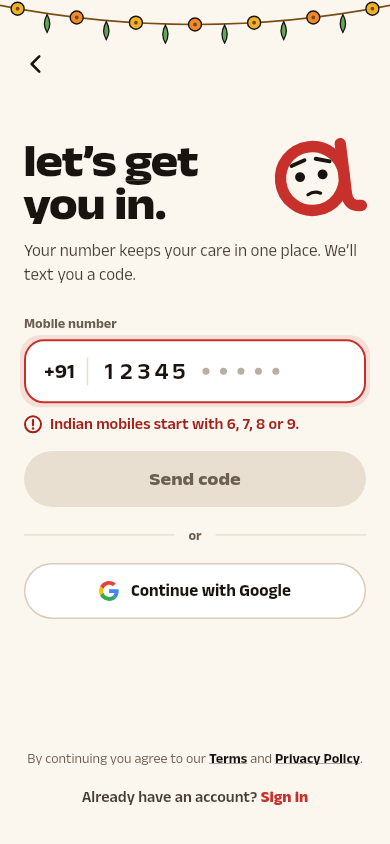 let’s get
you in.
Your number keeps your care in one place. We’ll
text you a code.
Mobile number
+91 12345
Indian mobiles start with 6, 7, 8 or 9.
Send code
or
Continue with Google
By continuing you agree to our Terms and Privacy Policy.
Already have an account? Sign in